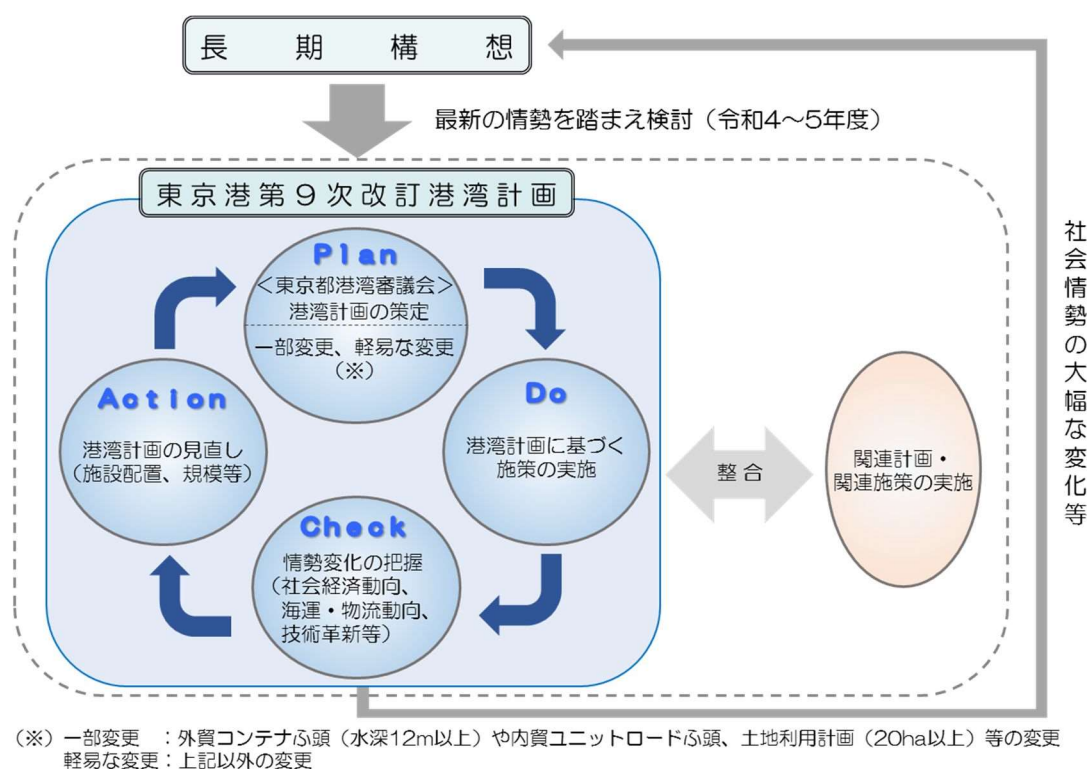 長期構想
最新の情勢を踏まえ検討（令和4～5年度）
東京港第９次改訂港湾計画
Plan
＜東京都港湾審議会＞
港湾計画の策定
一部変更、軽易な変更
（※）
Do
港湾計画に基づく
施策の実施
Check
情勢変化の把握
（社会経済動向、
海運・物流動向、
技術革新等）
Action
港湾計画の見直し
（施設配置、規模等）
整合
関連計画・
関連施策の実施
社会情勢の大幅な変化等
（※）一部変更　：外貿コンテナふ頭（水深12m以上）や内貿ユニットロードふ頭、土地利用計画（20ha以上）等の変更
軽易な変更：上記以外の変更